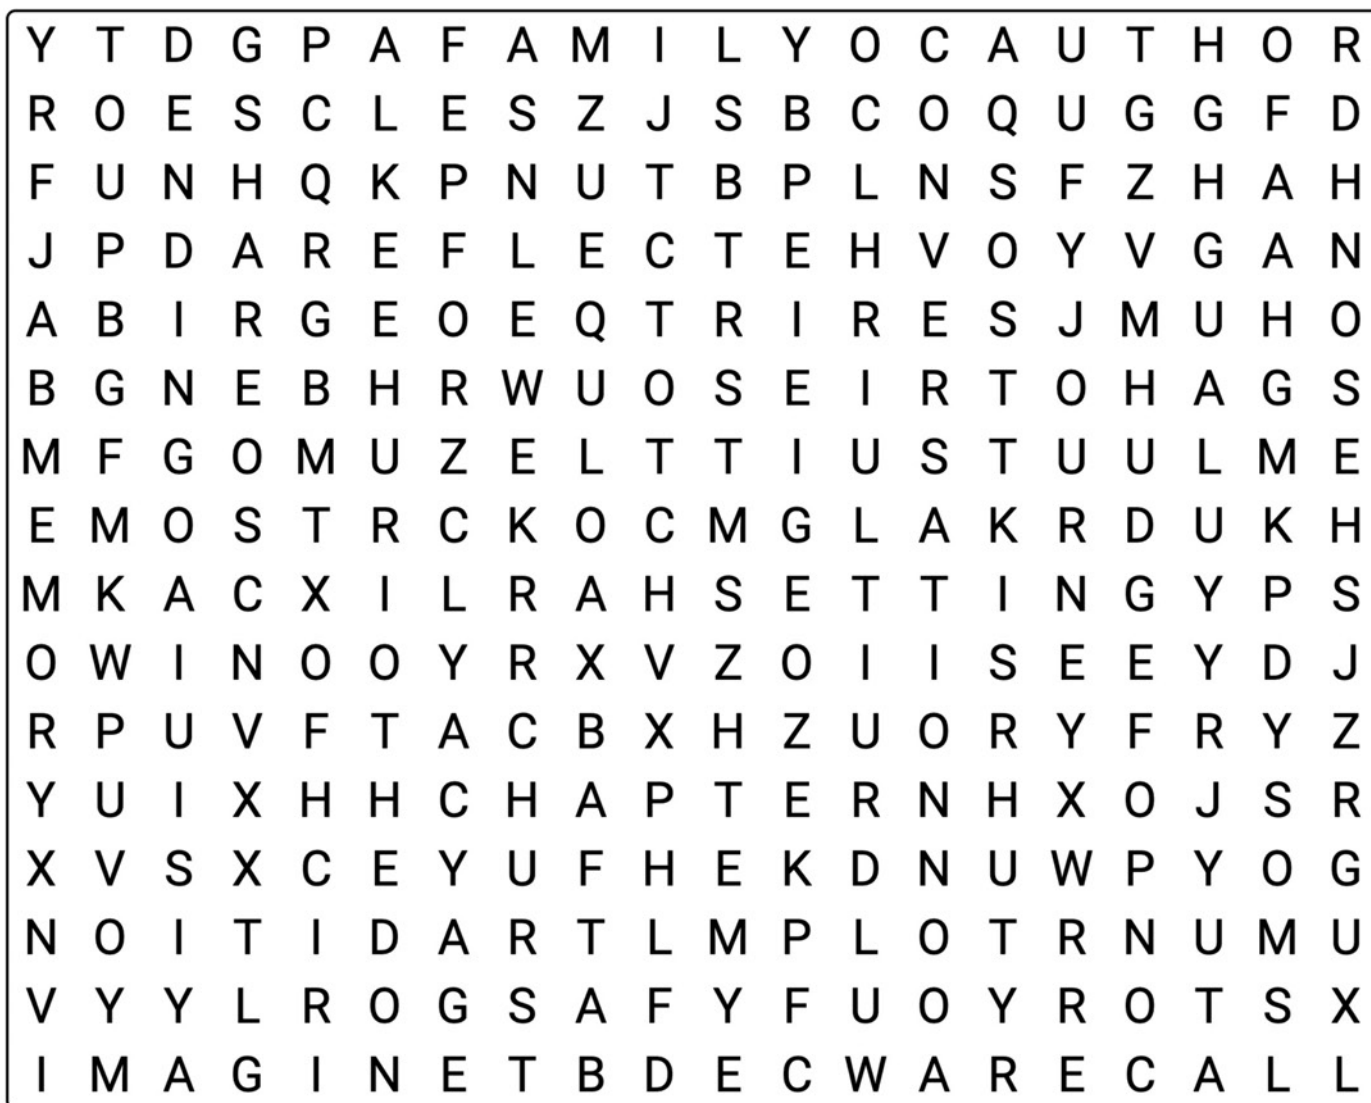 Y T D G P A F A M I L Y O C A U T H O R
R O E S C L E S Z J S B C O Q U G G F D
F U N H Q K P N U T B P L N S F Z H A H
J P D A R E F L E C T E H V O Y V G A N
A B I R G E O E Q T R I R E S J M U H O
B G N E B H R W U O S E I R T O H A G S
M F G O M U Z E L T T I U S T U U L M E
E M O S T R C K O C M G L A K R D U K H
M K A C X I L R A H S E T T I N G Y P S
O W I N O O Y R X V Z O I I S E E Y D J
R P U V F T A C B X H Z U O R Y F R Y Z
Y U I X H H C H A P T E R N H X O J S R
X V S X C E Y U F H E K D N U W P Y O G
N O I T I D A R T L M P L O T R N U M U
V Y Y L R O G S A F Y F U O Y R O T S X
I M A G I N E T B D E C W A R E C A L L